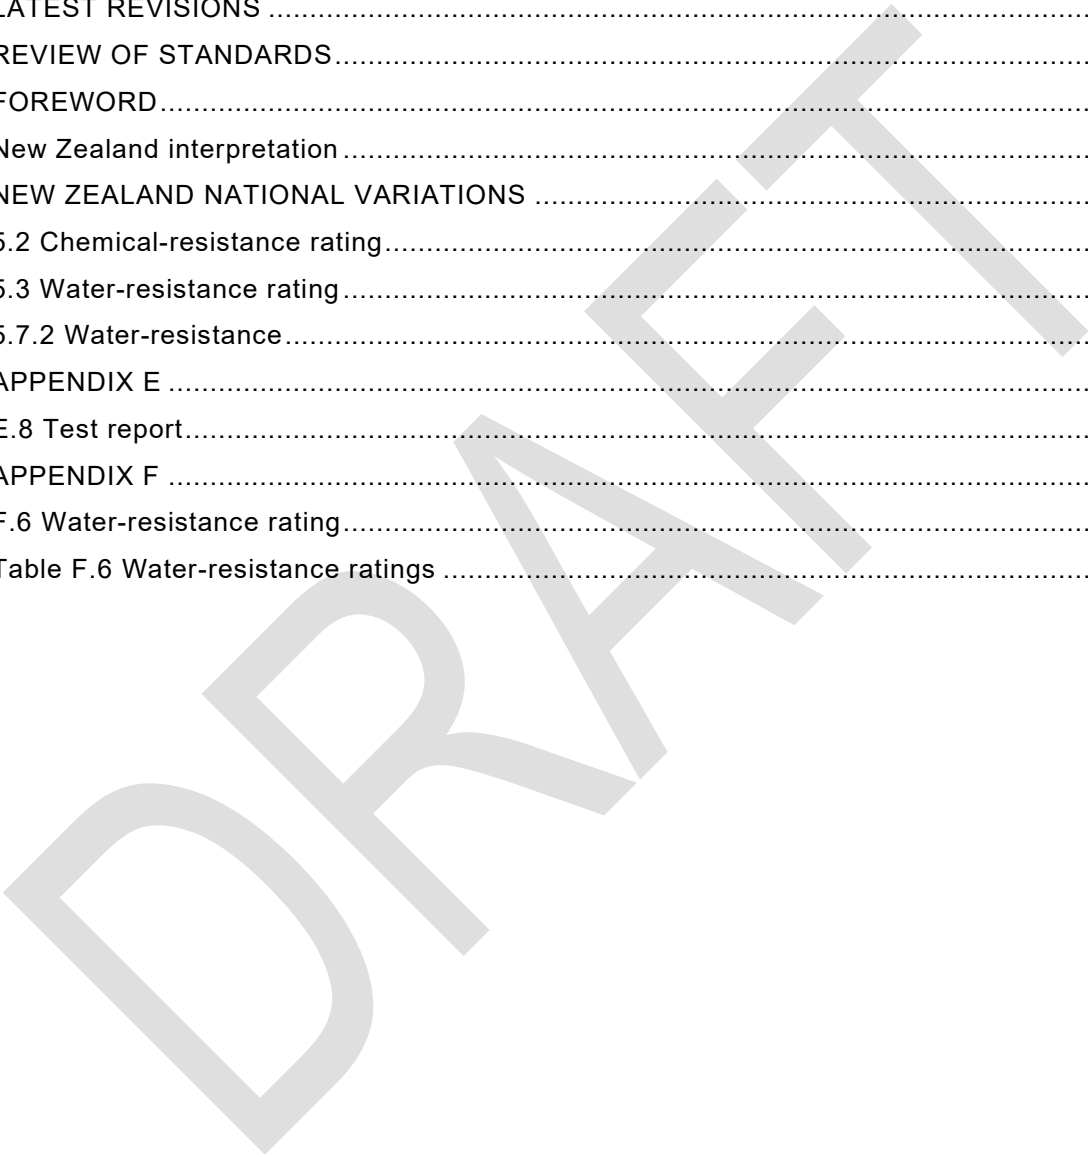 LATEST REVISIONS ................................................................................
REVIEW OF STANDARDS................................................................................
FOREWORD................................................................................
New Zealand interpretation ................................................................................
NEW ZEALAND NATIONAL VARIATIONS ................................................................................
5.2 Chemical-resistance rating................................................................................
5.3 Water-resistance rating ................................................................................
5.7.2 Water-resistance................................................................................
APPENDIX E ................................................................................
E.8 Test report................................................................................
APPENDIX F ................................................................................
F.6 Water-resistance rating................................................................................
Table F.6 Water-resistance ratings ................................................................................
DRAFT